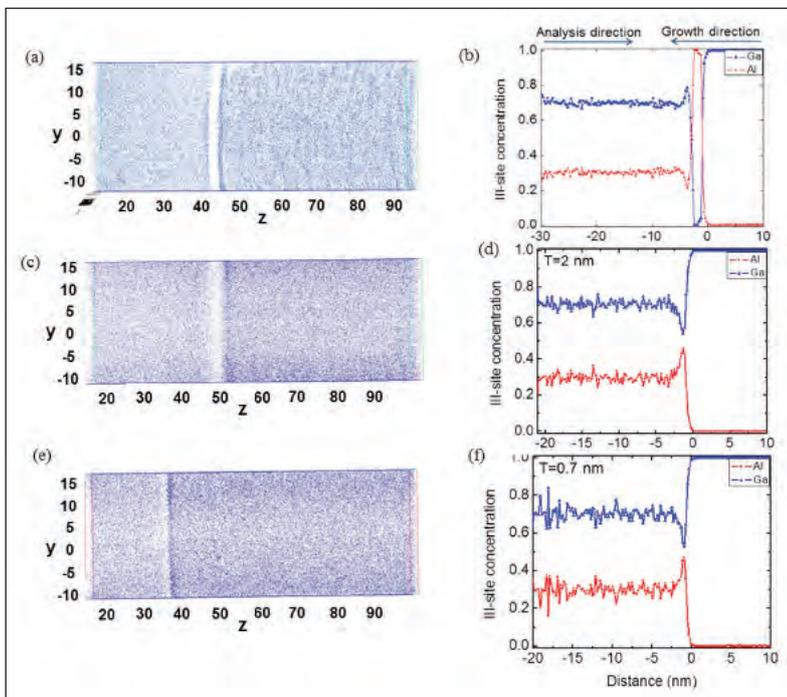 (a)
15
10
5
y 0
-5
-10
20 30 40 50 60 70 80 90
z
(b)
Analysis direction Growth direction
1.0
0.8
0.6
0.4
0.2
0.0
III-site concentration
Ga
Al
-30 -20 -10 0 10
(c)
15
10
5
y 0
-5
-10
20 30 40 50 60 70 80 90
z
(d)
T=2 nm
Al
Ga
1.0
0.8
0.6
0.4
0.2
0.0
III-site concentration
-20 -15 -10 -5 0 5 10
(e)
15
10
5
y 0
-5
-10
20 30 40 50 60 70 80 90
z
(f)
T=0.7 nm
Al
Ga
1.0
0.8
0.6
0.4
0.2
0.0
III-site concentration
-20 -15 -10 -5 0 5 10
Distance (nm)